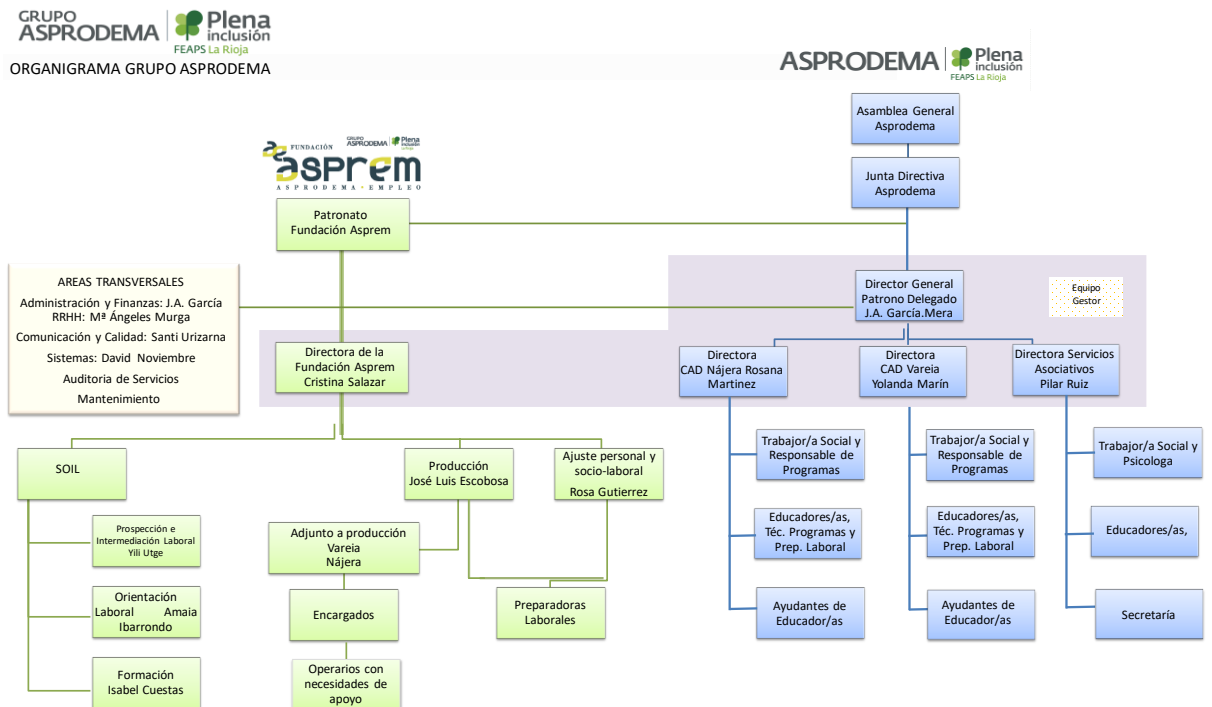 GRUPO
ASPRODEMA
Plena
inclusión
FEAPS La Rioja
ORGANIGRAMA GRUPO ASPRODEMA
ASPRODEMA
Plena
inclusión
FEAPS La Rioja
Asamblea General
Asprodema
Junta Directiva
Asprodema
FUNDACIÓN
GRUPO
ASPRODEMA
Plena
inclusión
La Rioja
asprem
ASPRODEMA - EMPLEO
Patronato
Fundación Asprem
AREAS TRANSVERSALES
Administración y Finanzas: J.A. García
RRHH: Mª Ángeles Murga
Comunicación y Calidad: Santi Urizarna
Sistemas: David Noviembre
Auditoria de Servicios
Mantenimiento
Director General
Patrono Delegado
J.A. García.Mera
Equipo
Gestor
Directora de la
Fundación Asprem
Cristina Salazar
Directora
CAD Nájera Rosana
Martinez
Directora
CAD Vareia
Yolanda Marín
Directora Servicios
Asociativos
Pilar Ruiz
SOIL
Producción
José Luis Escobosa
Ajuste personal y
socio-laboral
Rosa Gutierrez
Trabajor/a Social y
Responsable de
Programas
Trabajor/a Social y
Responsable de
Programas
Trabajor/a Social y
Psicologa
Prospección e
Intermediación Laboral
Yili Utge
Adjunto a producción
Vareia
Nájera
Educadores/as,
Téc. Programas y
Prep. Laboral
Educadores/as,
Téc. Programas y
Prep. Laboral
Educadores/as,
Orientación
Laboral Amaia
Ibarrondo
Encargados
Preparadoras
Laborales
Ayudantes de
Educador/as
Ayudantes de
Educador/as
Secretaría
Formación
Isabel Cuestas
Operarios con
necesidades de
apoyo